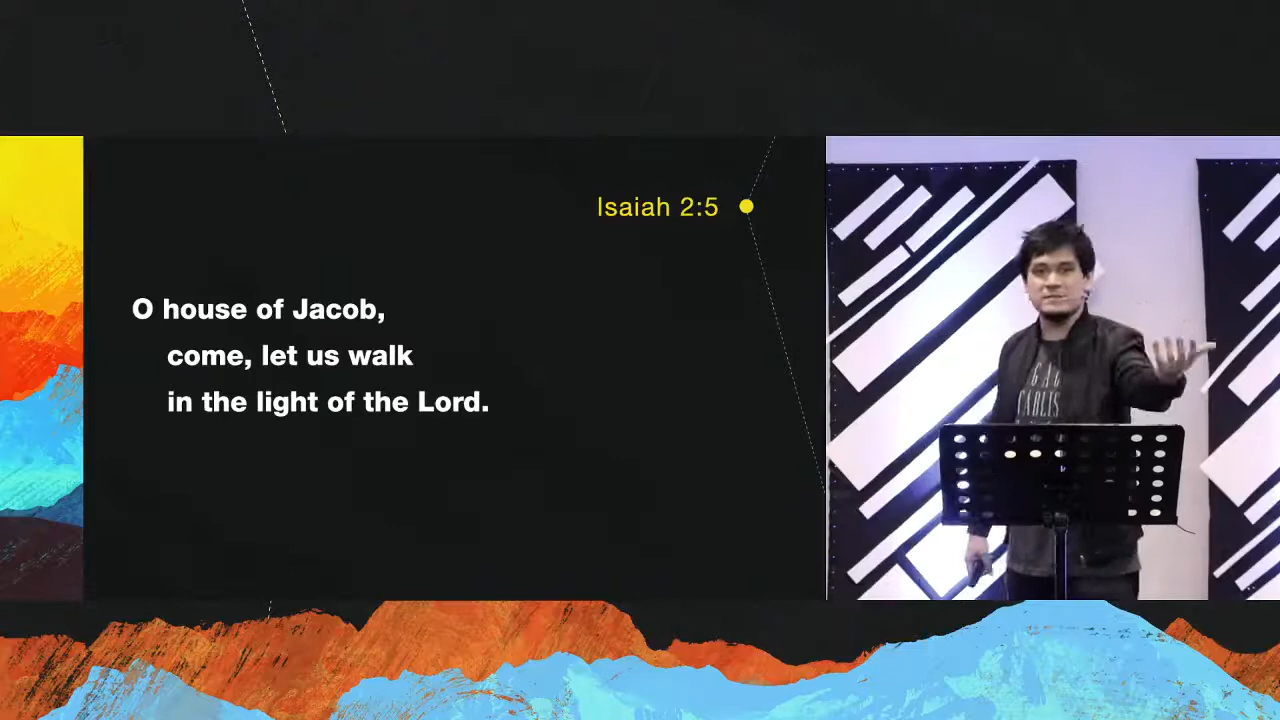 Isaiah 2:5
O house of Jacob,
come, let us walk
in the light of the Lord.